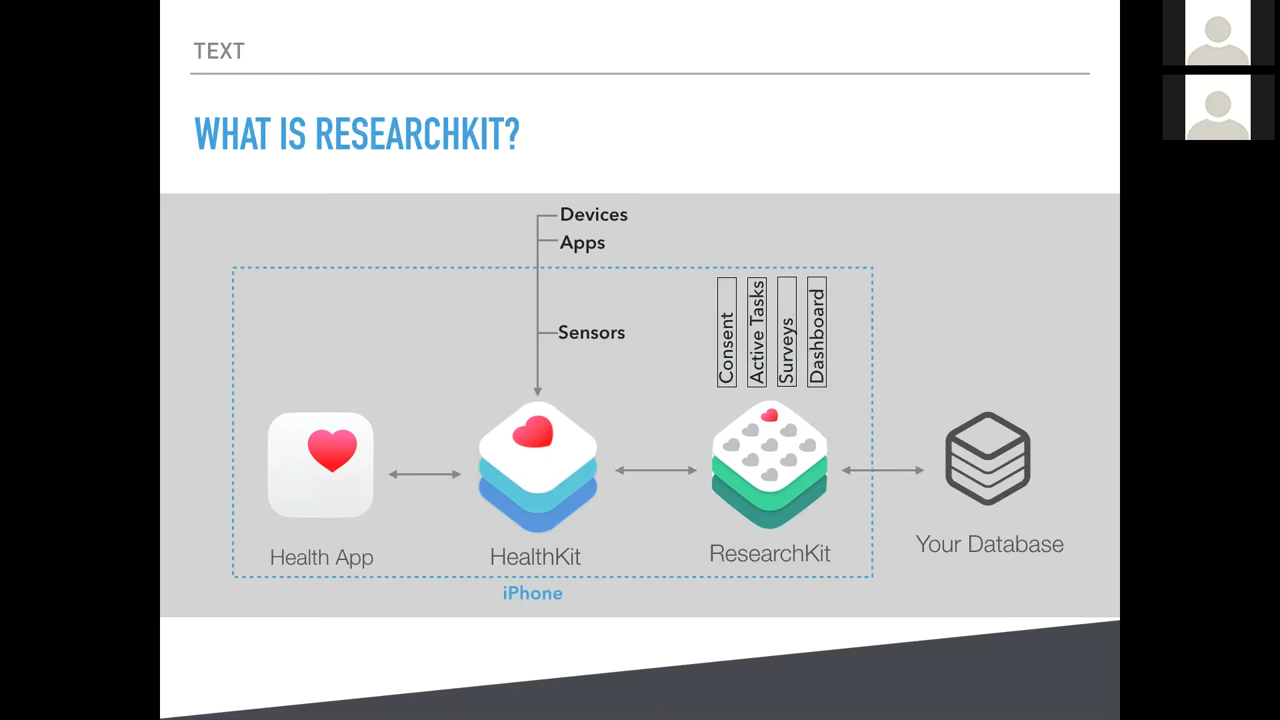 TEXT
WHAT IS RESEARCHKIT?
Devices
Apps
Sensors
Consent
Active Tasks
Surveys
Dashboard
Health App
HealthKit
ResearchKit
Your Database
iPhone